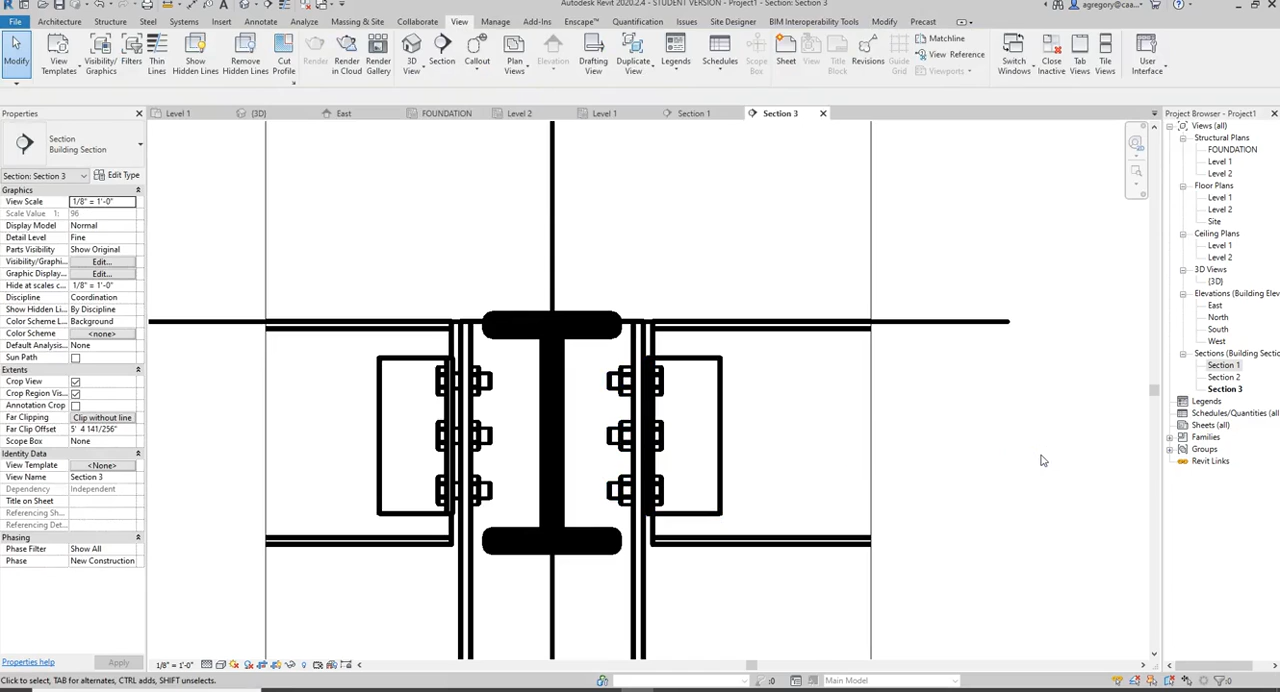 Autodesk Revit 2020.2.4 - STUDENT VERSION - Project1 - Section: Section 3
agregory@caa...
File Architecture Structure Steel Systems Insert Annotate Analyze Massing & Site Collaborate View Manage Add-Ins Enscape™ Quantification Issues Site Designer BIM Interoperability Tools Modify Precast
Modify
View Templates
Visibility/ Graphics
Filters
Thin Lines
Show Hidden Lines
Remove Hidden Lines
Cut Profile
Render
Render in Cloud
Render Gallery
3D View
Section
Callout
Plan Views
Elevation
Drafting View
Duplicate View
Legends
Schedules
Scope Box
Sheet
View
Title Block
Revisions
Guide Grid
Matchline
View Reference
Viewports
Switch Windows
Close Inactive
Tab Views
Tile Views
User Interface
Properties
Level 1
{3D}
East
FOUNDATION
Level 2
Level 1
Section 1
Section 3
Project Browser - Project1
Section
Building Section
Section: Section 3
Edit Type
Graphics
View Scale 1/8" = 1'-0"
Scale Value 1: 96
Display Model Normal
Detail Level Fine
Parts Visibility Show Original
Visibility/Graphi... Edit...
Graphic Display... Edit...
Hide at scales c... 1/8" = 1'-0"
Discipline Coordination
Show Hidden Li... By Discipline
Color Scheme L... Background
Color Scheme <none>
Default Analysis... None
Sun Path
Extents
Crop View
Crop Region Vis...
Annotation Crop
Far Clipping Clip without line
Far Clip Offset 5' 4 141/256"
Scope Box None
Identity Data
View Template <None>
View Name Section 3
Dependency Independent
Title on Sheet
Referencing Sh...
Referencing Det...
Phasing
Phase Filter Show All
Phase New Construction
Properties help
Apply
Views (all)
Structural Plans
FOUNDATION
Level 1
Level 2
Floor Plans
Level 1
Level 2
Site
Ceiling Plans
Level 1
Level 2
3D Views
{3D}
Elevations (Building Elev
East
North
South
West
Sections (Building Sectio
Section 1
Section 2
Section 3
Legends
Schedules/Quantities (all
Sheets (all)
Families
Groups
Revit Links
1/8" = 1'-0"
Click to select, TAB for alternates, CTRL adds, SHIFT unselects.
:0
Main Model
:0